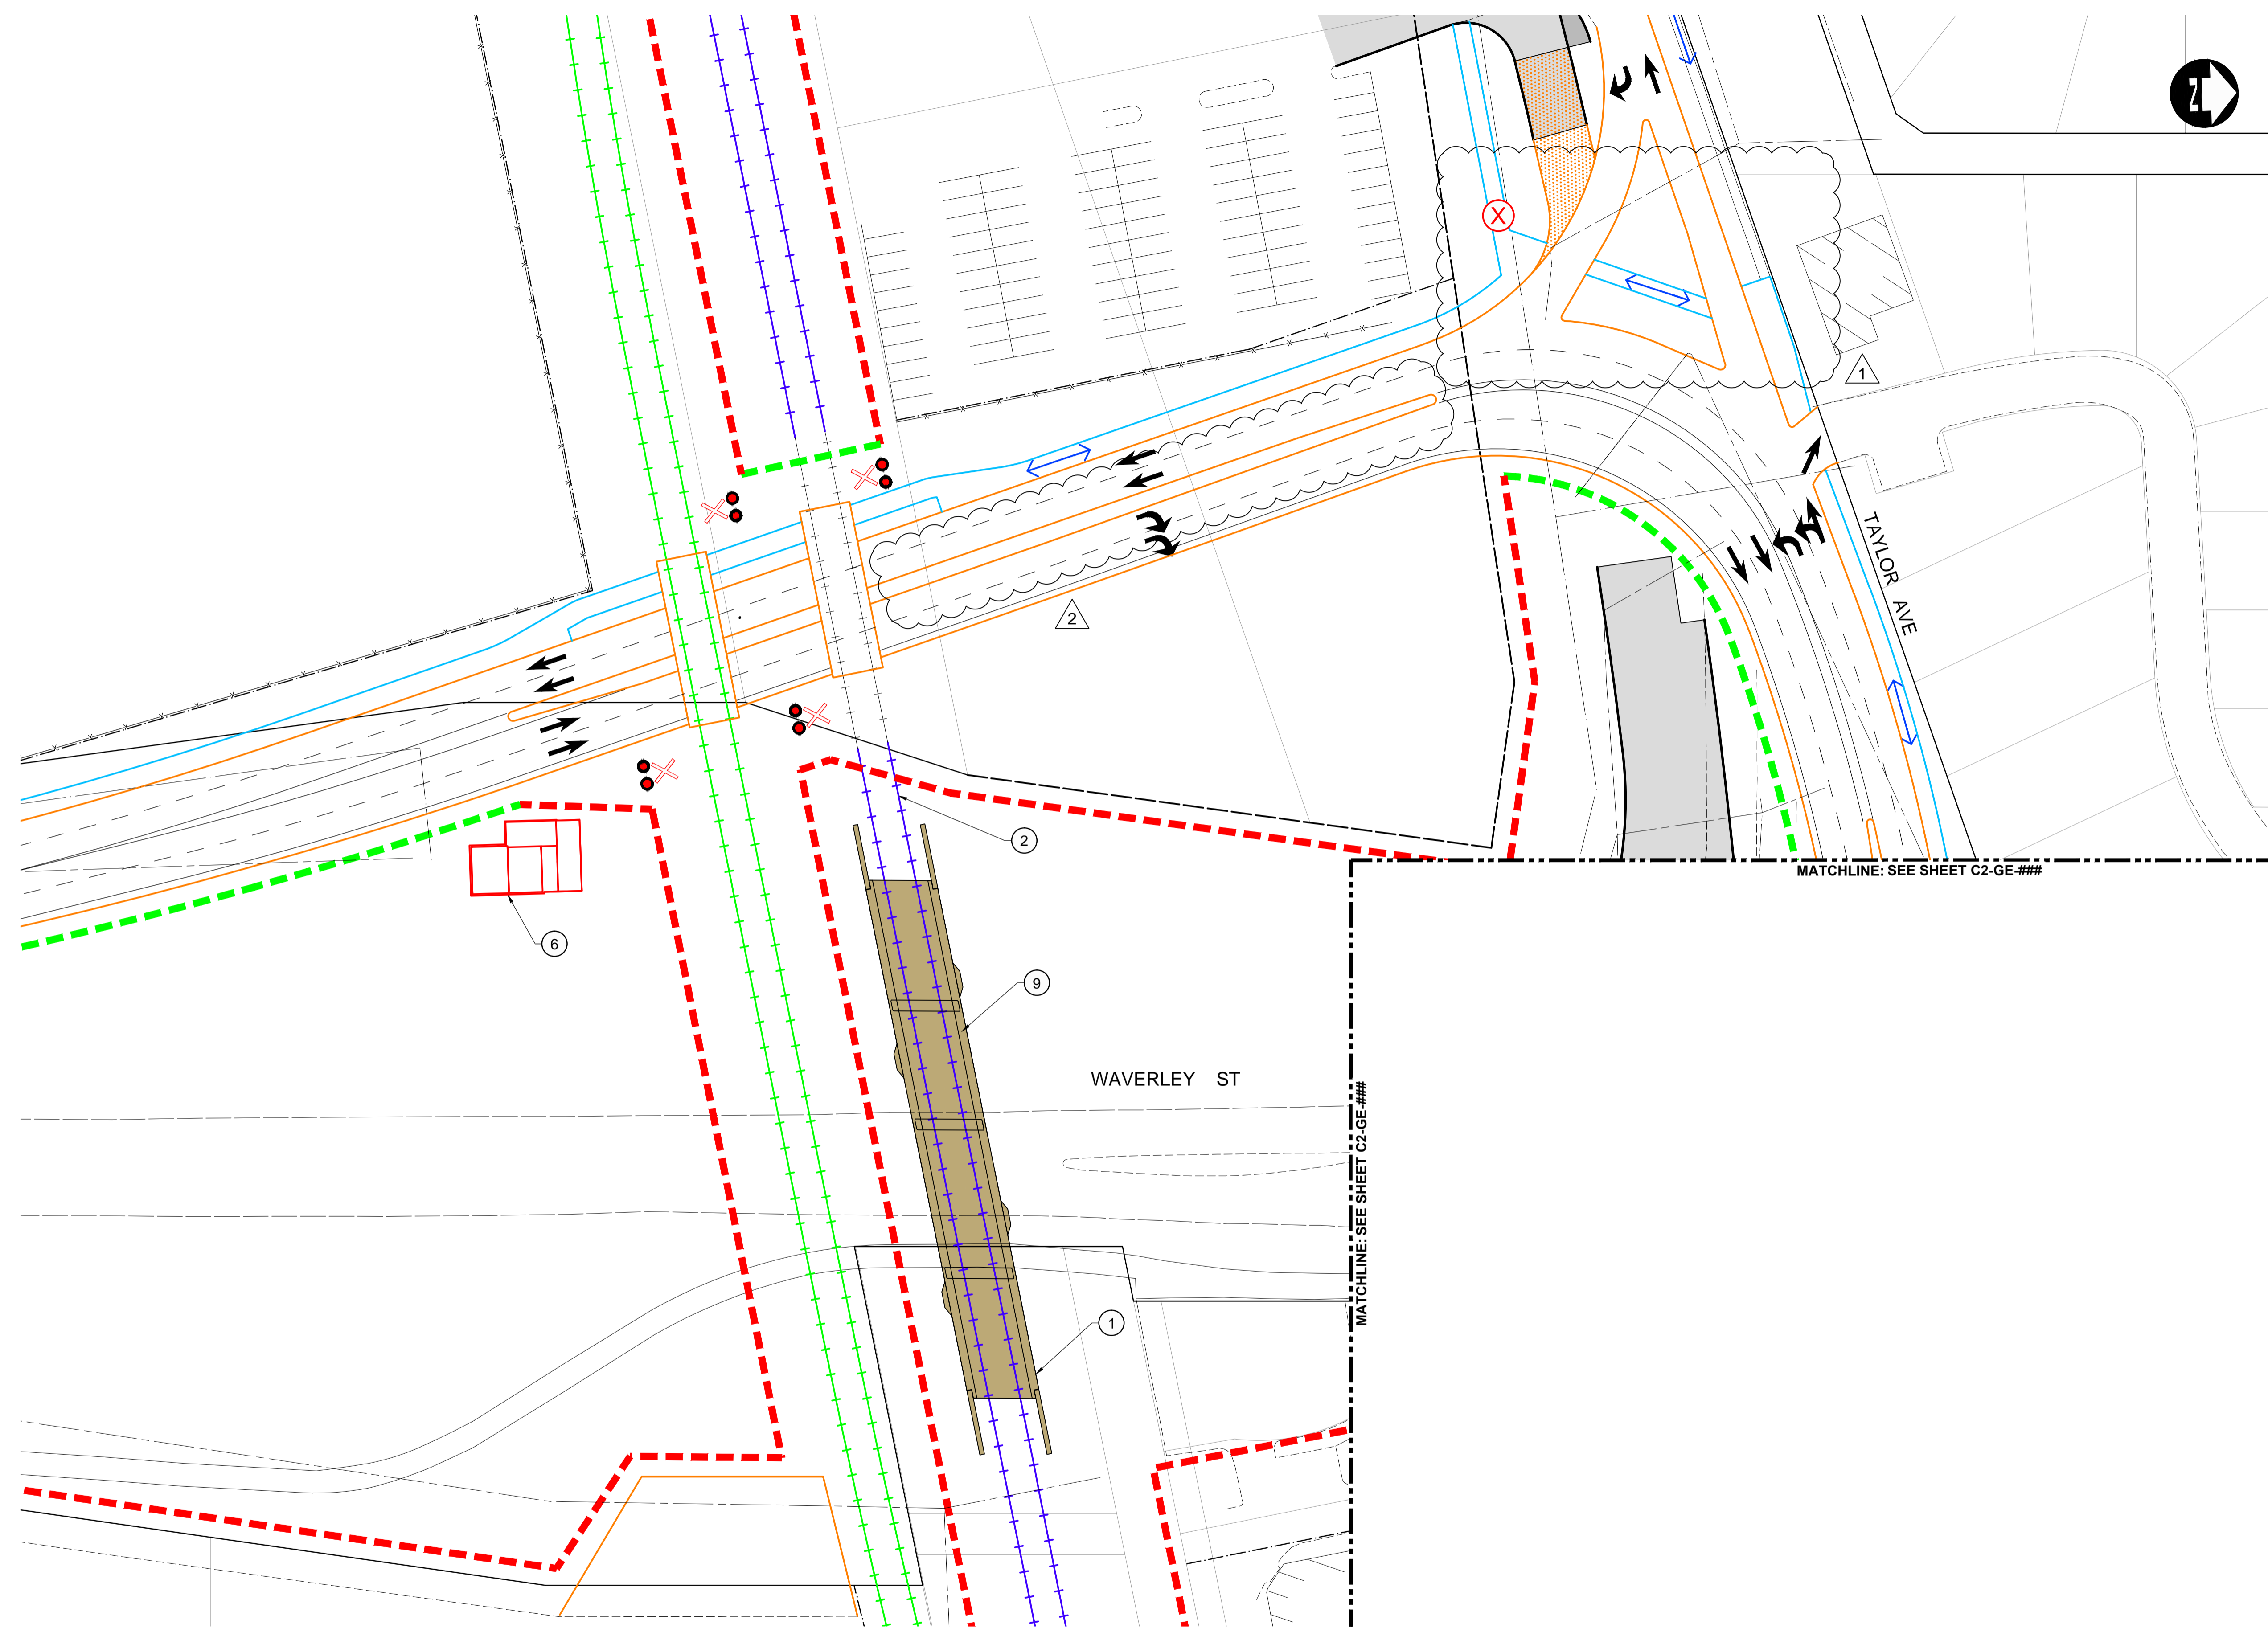 N
X
1
TAYLOR AVE
2
2
MATCHLINE: SEE SHEET C2-GE-###
6
9
WAVERLEY ST
MATCHLINE: SEE SHEET C2-GE-###
1